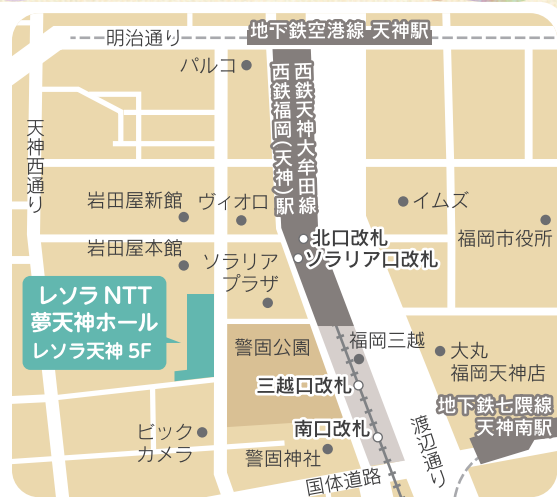 地下鉄空港線 天神駅
明治通り
パルコ
西鉄天神大牟田線
西鉄福岡(天神)駅
天神西通り
岩田屋新館
ヴィオロ
イムズ
福岡市役所
北口改札
ソラリア口改札
岩田屋本館
ソラリア
プラザ
レソラ NTT
夢天神ホール
レソラ天神 5F
警固公園
福岡三越
大丸
福岡天神店
三越口改札
地下鉄七隈線
天神南駅
南口改札
渡辺通り
ビック
カメラ
警固神社
国体道路